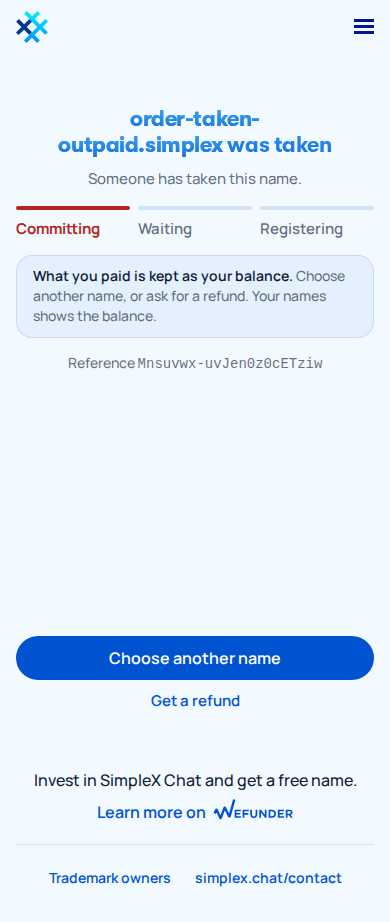 order-taken-
outpaid.simplex was taken
Someone has taken this name.
Committing
Waiting
Registering
What you paid is kept as your balance. Choose
another name, or ask for a refund. Your names
shows the balance.
Reference Mnsuvwx-uvJen0z0cETziw
Choose another name
Get a refund
Invest in SimpleX Chat and get a free name.
Learn more on WEFUNDER
Trademark owners
simplex.chat/contact